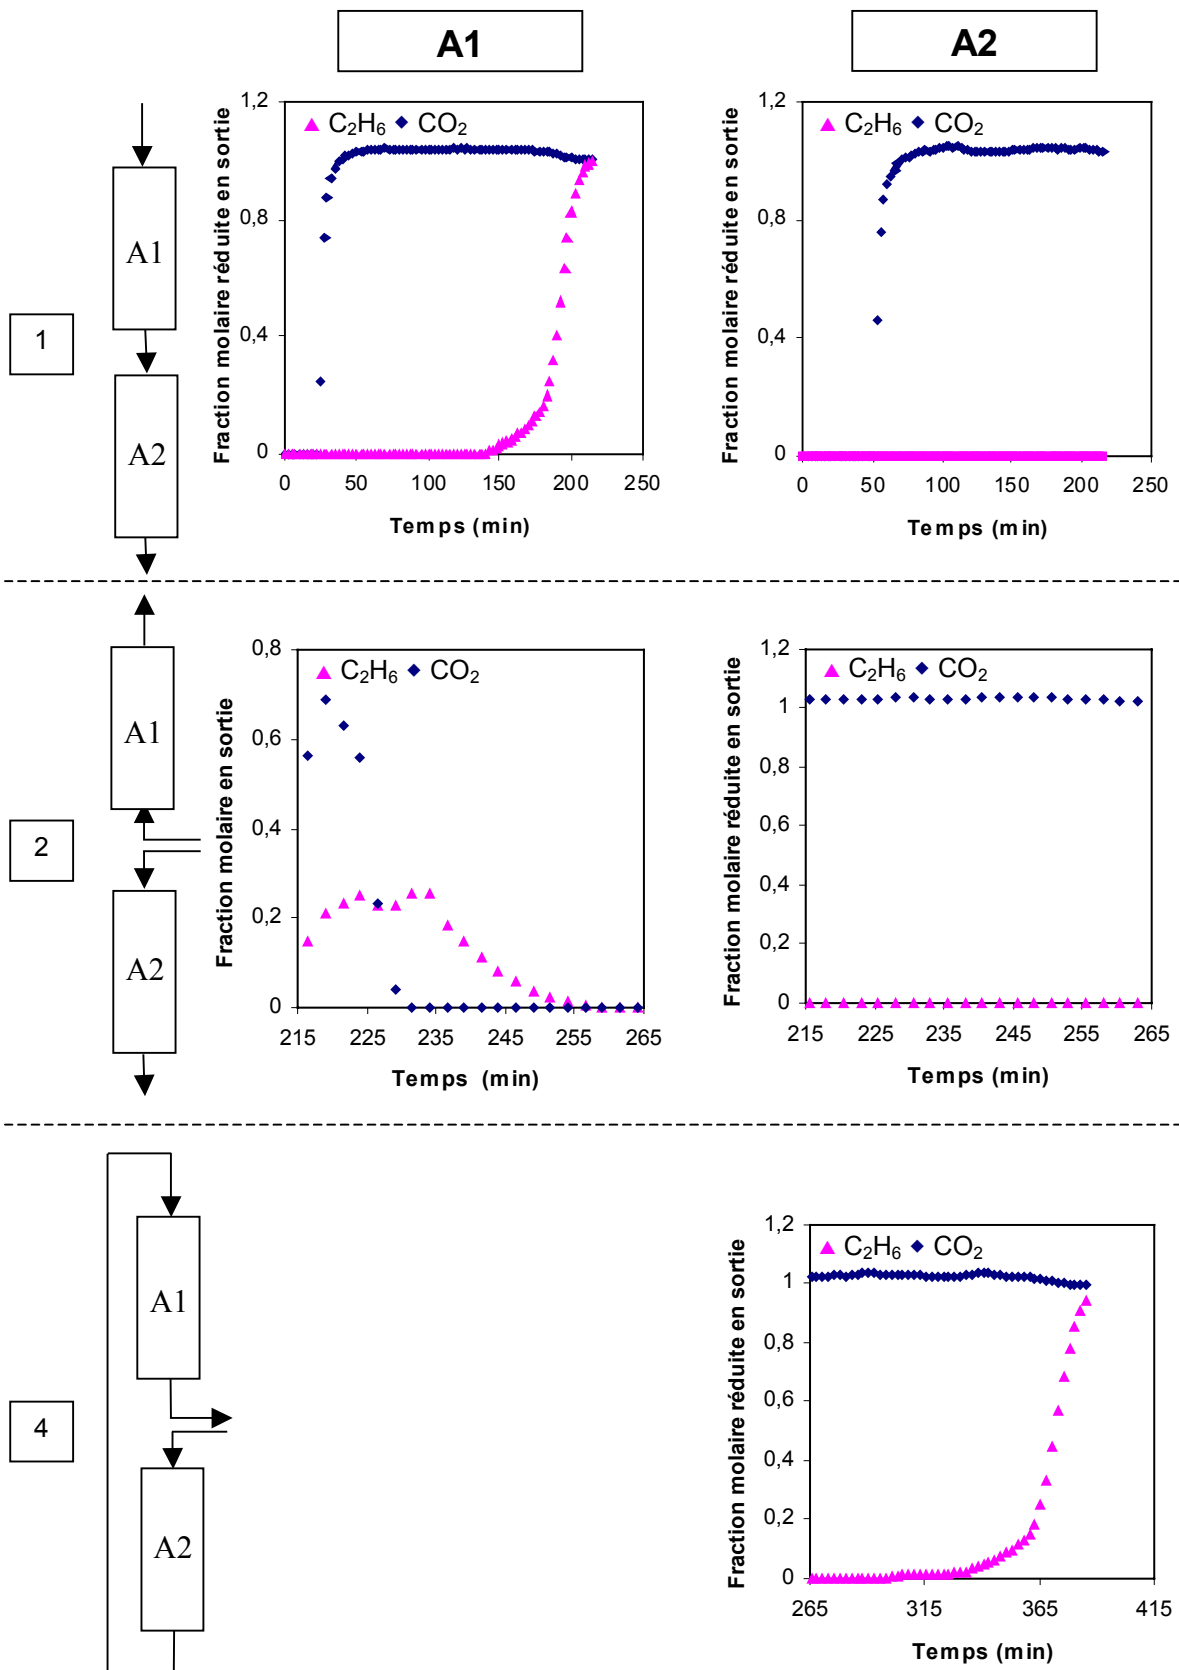 A1
A2
1
A1
A2
Fraction molaire réduite en sortie
1,2
0,8
0,4
0
C₂H₆ CO₂
0 50 100 150 200 250
Temps (min)
Fraction molaire réduite en sortie
1,2
0,8
0,4
0
C₂H₆ CO₂
0 50 100 150 200 250
Temps (min)
2
A1
A2
Fraction molaire en sortie
0,8
0,6
0,4
0,2
0
C₂H₆ CO₂
215 225 235 245 255 265
Temps (min)
Fraction molaire réduite en sortie
1,2
1
0,8
0,6
0,4
0,2
0
C₂H₆ CO₂
215 225 235 245 255 265
Temps (min)
4
A1
A2
Fraction molaire réduite en sortie
1,2
1
0,8
0,6
0,4
0,2
0
C₂H₆ CO₂
265 315 365 415
Temps (min)